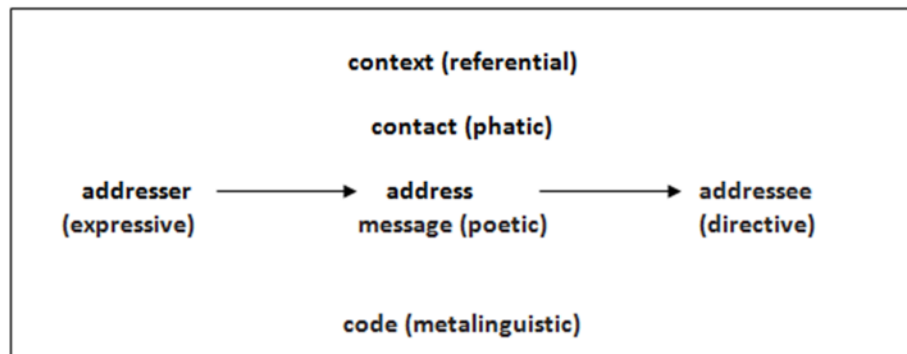 context (referential)
contact (phatic)
addresser address addressee
(expressive) message (poetic) (directive)
code (metalinguistic)